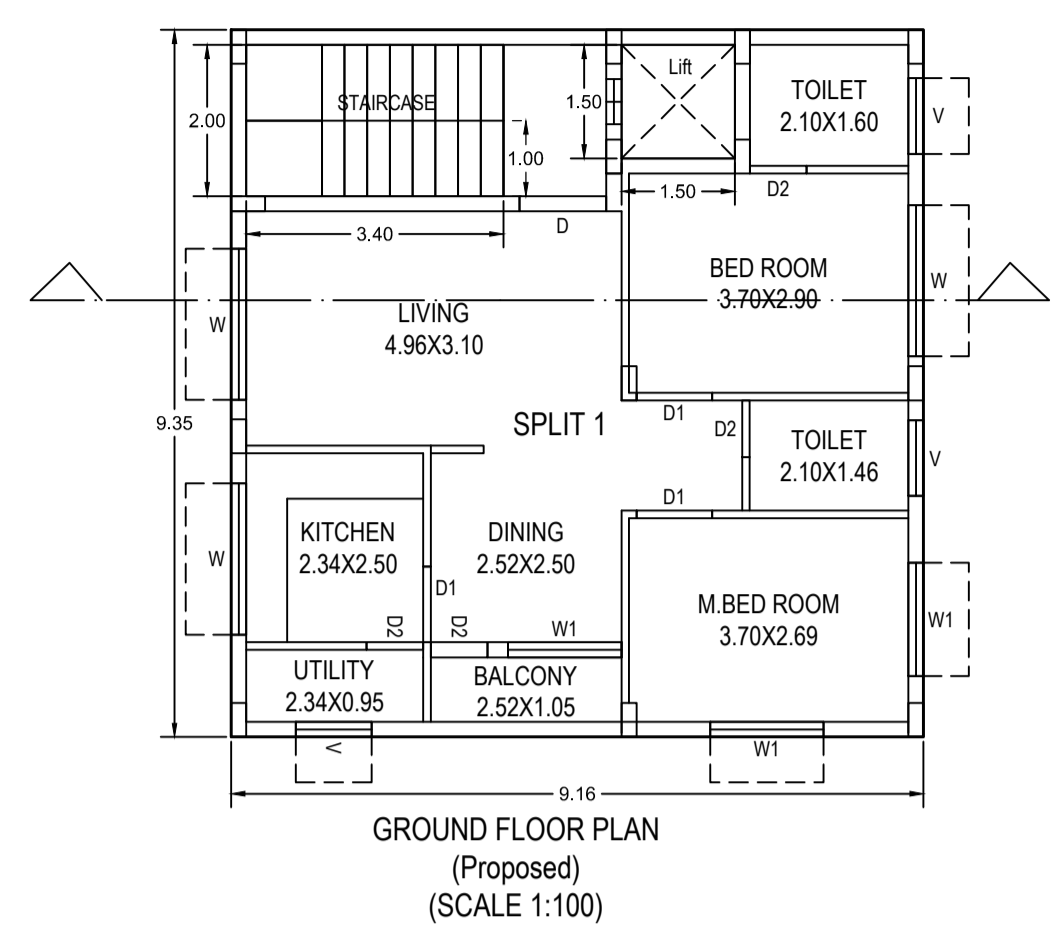 Lift
STAIRCASE
2.00
1.00
1.50
1.50
TOILET
2.10X1.60
V
D2
3.40
D
BED ROOM
3.70X2.90
W
LIVING
4.96X3.10
W
9.35
SPLIT 1
D1
D2
TOILET
2.10X1.46
V
D1
KITCHEN
2.34X2.50
W
DINING
2.52X2.50
D1
D2
D2
W1
M.BED ROOM
3.70X2.69
W1
UTILITY
2.34X0.95
BALCONY
2.52X1.05
V
W1
9.16
GROUND FLOOR PLAN
(Proposed)
(SCALE 1:100)